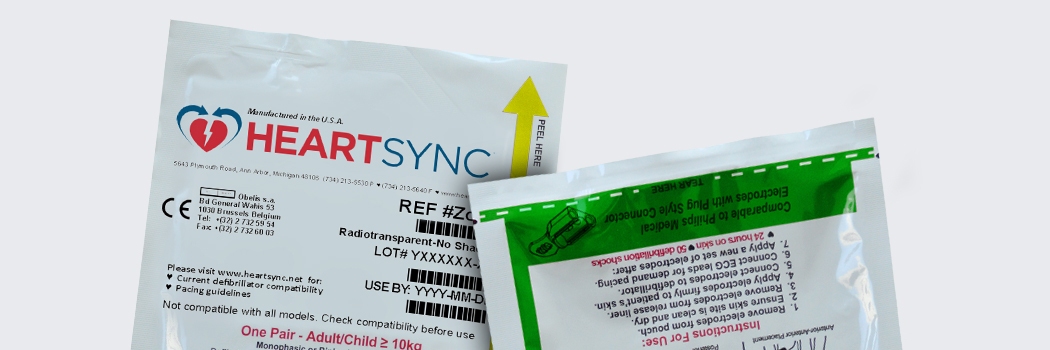 Manufactured in the U.S.A.
HEARTSYNC
5643 Plymouth Road, Ann Arbor, Michigan 48105 (734) 213-5530 P ♥ (734) 213-5640 F ♥
CE
Obelis s.a.
Bd General Wahis 53
1030 Brussels Belgium
Tel: +(32) 2 732 59 54
Fax: +(32) 2 732 60 03
REF #
Radiotransparent-No
LOT# YXXXXXX-
USE BY: YYYY-MM-D
Please visit www.heartsync.net for:
♥ Current defibrillator compatibility
♥ Pacing guidelines
Not compatible with all models. Check compatibility before use
One Pair - Adult/Child ≥ 10kg
Monophasic or
PEEL HERE
TEAR HERE
Comparable to Philips Medical
Electrodes with Plug Style Connector
Instructions For Use:
1. Remove electrodes from pouch.
2. Ensure skin site is clean and dry.
3. Remove electrodes from release liner.
4. Apply electrodes firmly to patient's skin.
5. Connect electrodes to defibrillator.
6. Connect ECG leads for demand pacing.
7. Apply a new set of electrodes after:
♥ 24 hours on skin ♥ 50 defibrillation shocks
Anterior-Anterior Placement